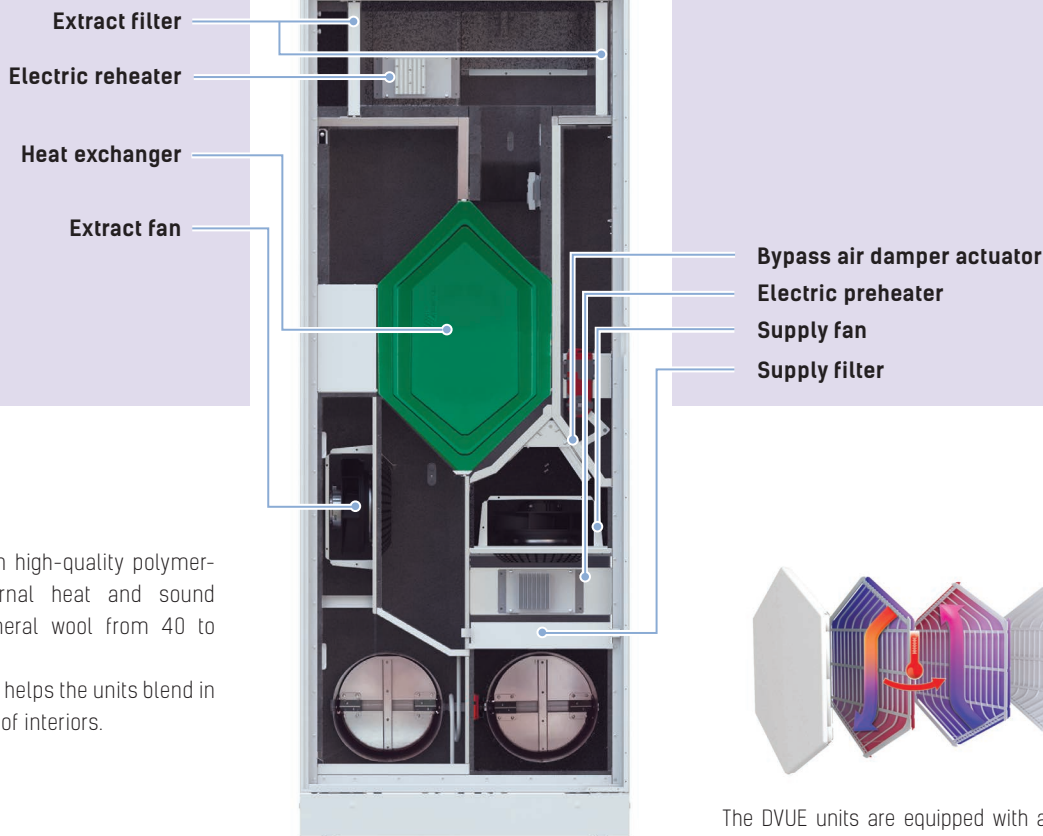 Extract filter
Electric reheater
Heat exchanger
Extract fan
Bypass air damper actuator
Electric preheater
Supply fan
Supply filter
high-quality polymer-
heat and sound
wool from 40 to
helps the units blend in
of interiors.
The DVUE units are equipped with a